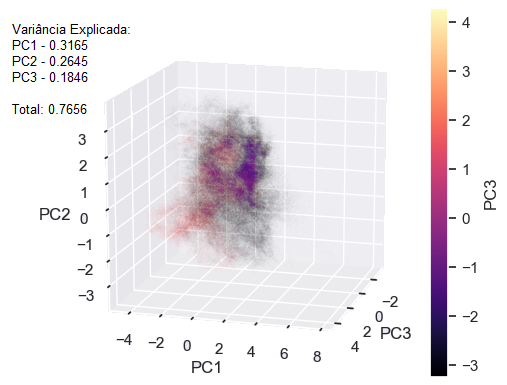 Variância Explicada:
PC1 - 0.3165
PC2 - 0.2645
PC3 - 0.1846
Total: 0.7656
3
2
1
0
−1
−2
−3
PC2
−4
−2
0
2
4
6
8
PC1
−2
0
2
4
PC3
4
3
2
1
0
−1
−2
−3
PC3